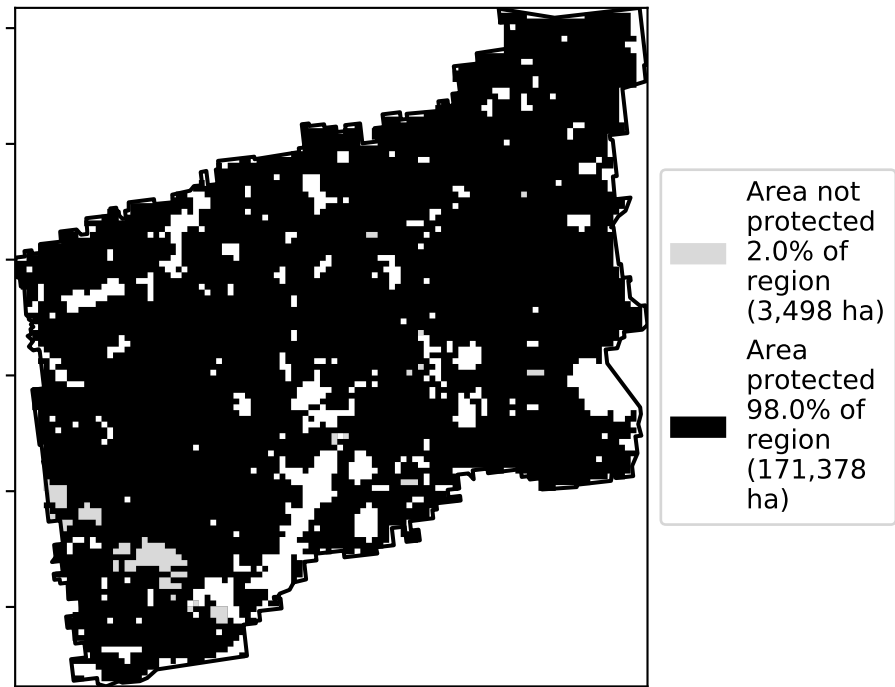 Area not
protected
2.0% of
region
(3,498 ha)
Area
protected
98.0% of
region
(171,378
ha)